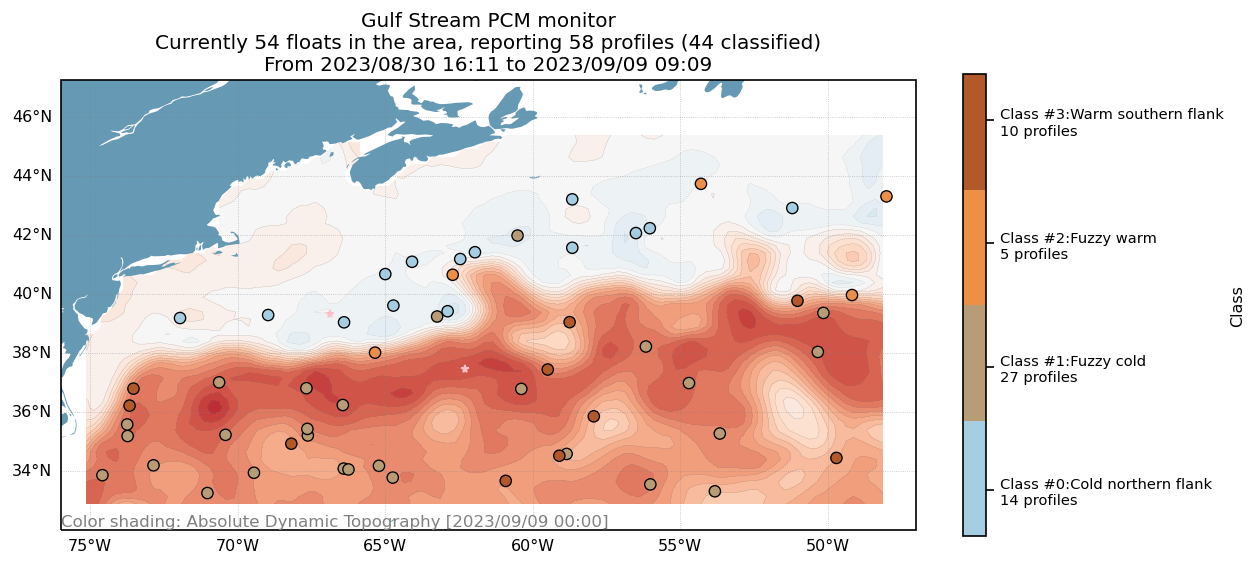 Gulf Stream PCM monitor
Currently 54 floats in the area, reporting 58 profiles (44 classified)
From 2023/08/30 16:11 to 2023/09/09 09:09
46°N
44°N
42°N
40°N
38°N
36°N
34°N
Color shading: Absolute Dynamic Topography [2023/09/09 00:00]
75°W
70°W
65°W
60°W
55°W
50°W
Class #3:Warm southern flank
10 profiles
Class #2:Fuzzy warm
5 profiles
Class #1:Fuzzy cold
27 profiles
Class #0:Cold northern flank
14 profiles
Class